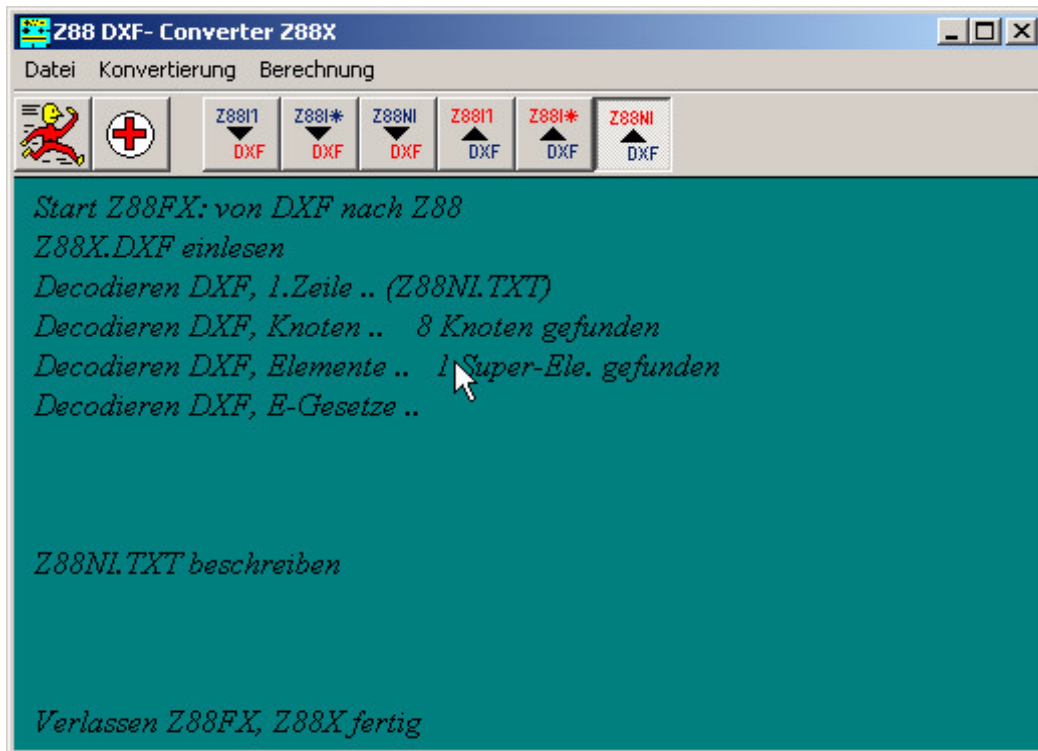 Z88 DXF- Converter Z88X
Datei Konvertierung Berechnung
Z88I1 Z88I* Z88NI Z88I1 Z88I* Z88NI
DXF DXF DXF DXF DXF DXF
Start Z88FX: von DXF nach Z88
Z88X.DXF einlesen
Decodieren DXF, 1.Zeile .. (Z88NI.TXT)
Decodieren DXF, Knoten .. 8 Knoten gefunden
Decodieren DXF, Elemente .. 1 Super-Ele. gefunden
Decodieren DXF, E-Gesetze ..
Z88NI.TXT beschreiben
Verlassen Z88FX, Z88X fertig